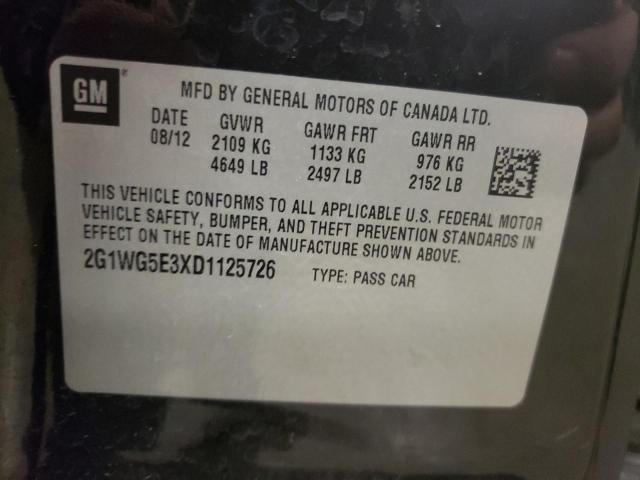 GM
MFD BY GENERAL MOTORS OF CANADA LTD.
DATE GVWR GAWR FRT GAWR RR
08/12 2109 KG 1133 KG 976 KG
4649 LB 2497 LB 2152 LB
THIS VEHICLE CONFORMS TO ALL APPLICABLE U.S. FEDERAL MOTOR
VEHICLE SAFETY, BUMPER, AND THEFT PREVENTION STANDARDS IN
EFFECT ON THE DATE OF MANUFACTURE SHOWN ABOVE.
2G1WG5E3XD1125726 TYPE: PASS CAR